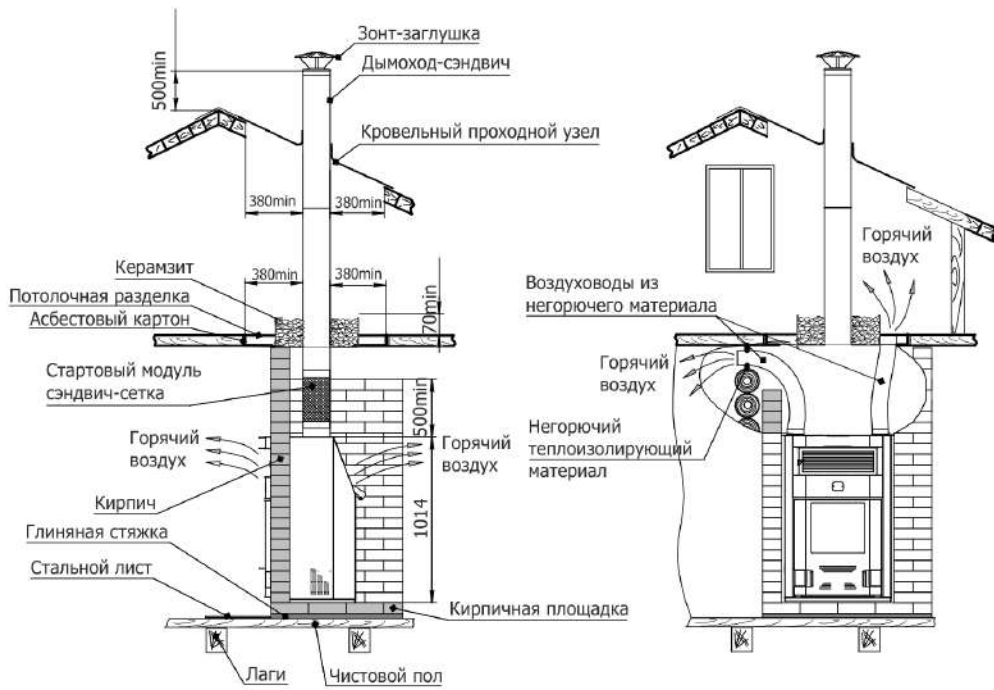 Зонт-заглушка
Дымоход-сэндвич
500min
Кровельный проходной узел
380min
380min
Керамзит
380min
380min
Потолочная разделка
70min
Асбестовый картон
Стартовый модуль
сэндвич-сетка
500min
Горячий
воздух
Горячий
воздух
Кирпич
1014
Глиняная стяжка
Стальной лист
Кирпичная площадка
Лаги
Чистовой пол
Горячий
воздух
Воздуховоды из
негорючего материала
Горячий
воздух
Негорючий
теплоизолирующий
материал